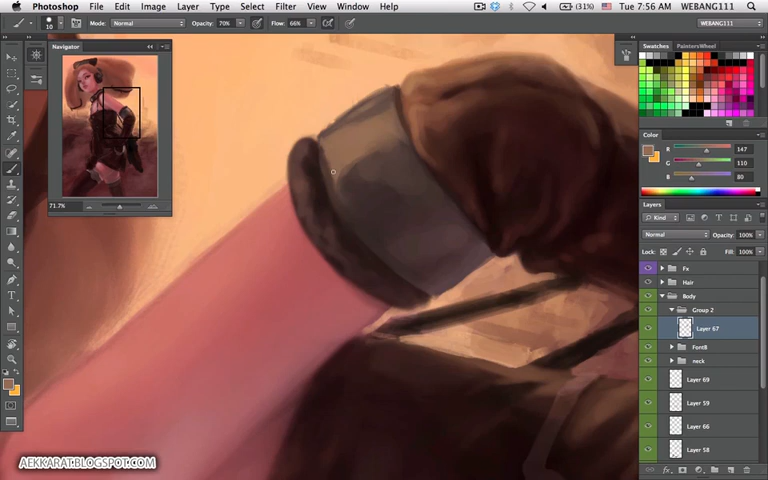 Photoshop File Edit Image Layer Type Select Filter View Window Help (31%) Tue 7:56 AM WEBANG111
10 Mode: Normal Opacity: 70% Flow: 66% WEBANG111
Navigator
71.7%
Swatches PaintersWheel
Color
R 147
G 110
B 80
Layers
Kind
Normal Opacity: 100%
Lock: Fill: 100%
Fx
Hair
Body
Group 2
Layer 67
FontB
neck
Layer 69
Layer 59
Layer 66
Layer 58
fx
AEKKARAT.BLOGSPOT.COM